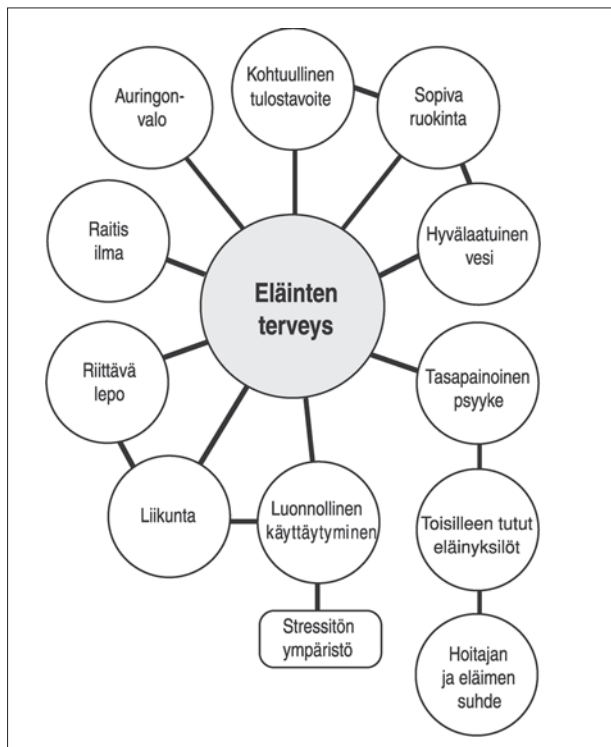 Kohtuullinen
tulostavoite
Auringon-
valo
Sopiva
ruokinta
Raitis
ilma
Hyvälaatuinen
vesi
Eläinten
terveys
Riittävä
lepo
Tasapainoinen
psyyke
Liikunta
Luonnollinen
käyttäytyminen
Toisilleen tutut
eläinyksilöt
Stressitön
ympäristö
Hoitajan
ja eläimen
suhde